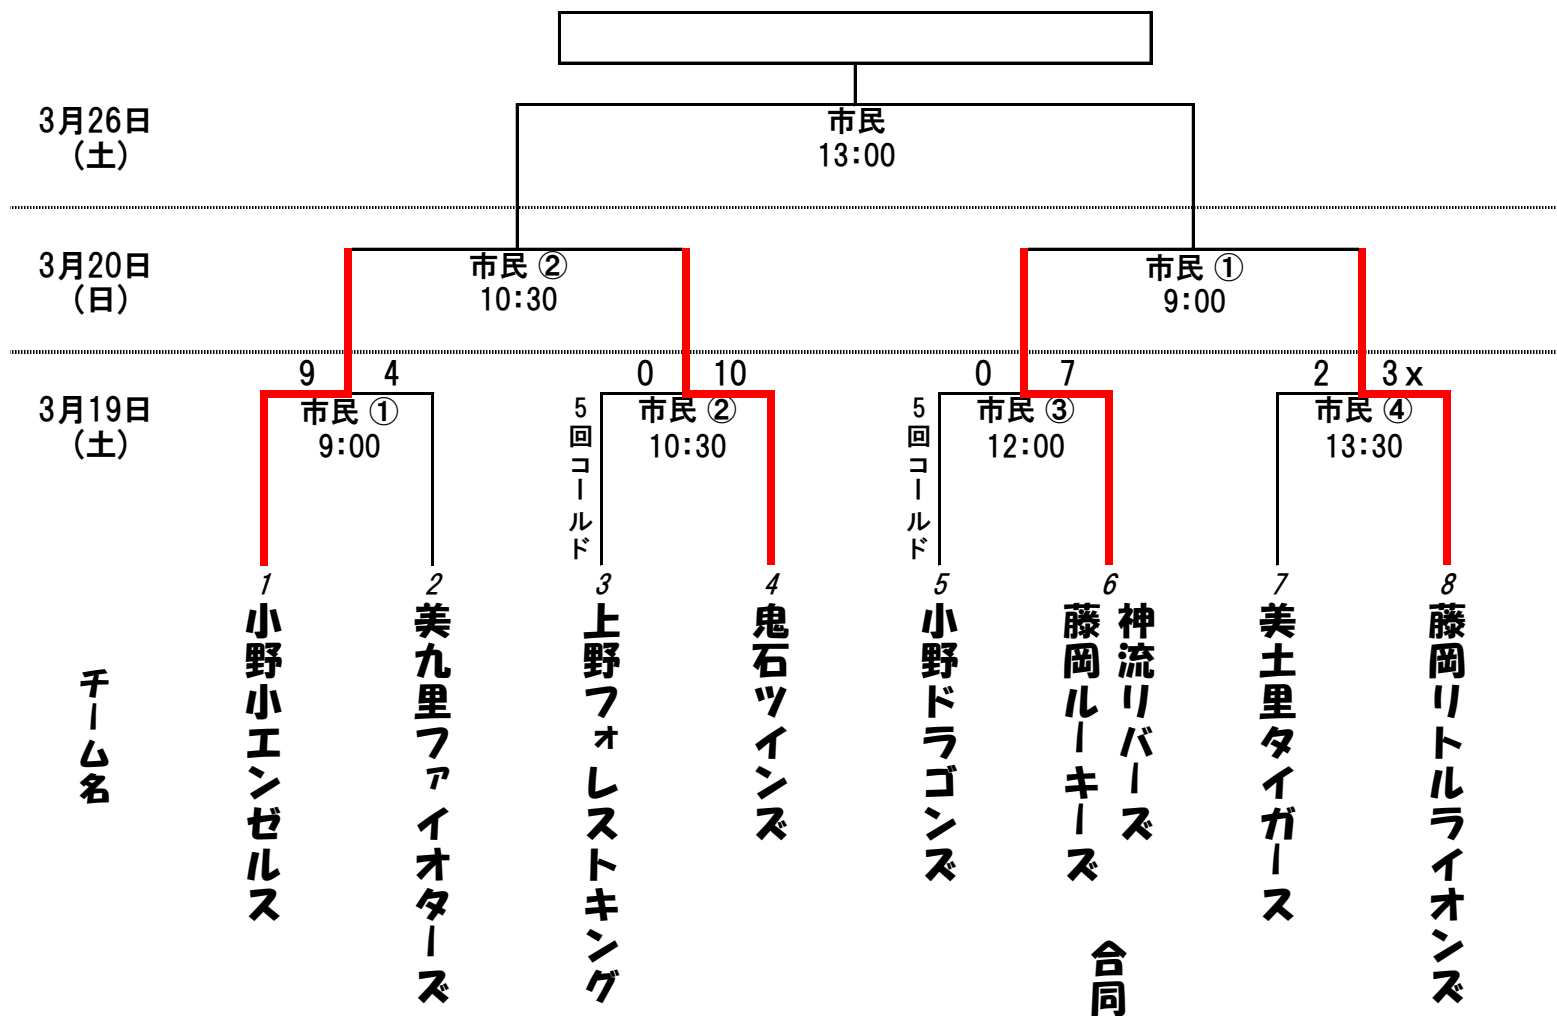 3月26日
(土)
市民
13:00
3月20日
(日)
市民 ②
10:30
市民 ①
9:00
3月19日
(土)
9 4
市民 ①
9:00
0 10
市民 ②
10:30
5回コールド
0 7
市民 ③
12:00
5回コールド
2 3x
市民 ④
13:30
チーム名
1
小野小エンゼルス
2
美九里ファイオターズ
3
上野フォレストキング
4
鬼石ツインズ
5
小野ドラゴンズ
6
神流リバーズ
藤岡ルーキーズ
合同
7
美土里タイガース
8
藤岡リトルライオンズ